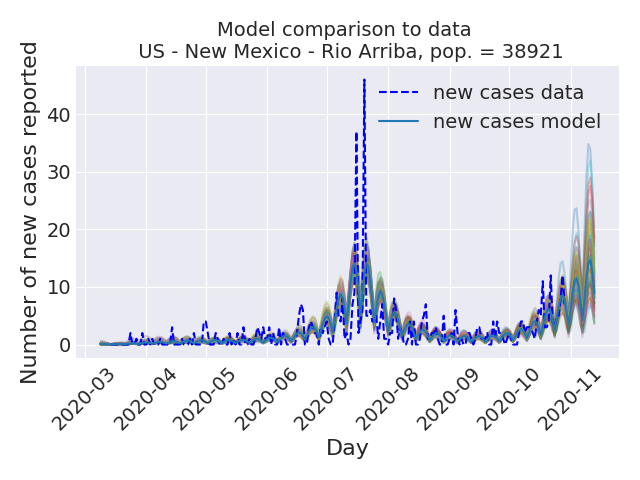 Model comparison to data
US - New Mexico - Rio Arriba, pop. = 38921
Number of new cases reported
40
30
20
10
0
new cases data
new cases model
2020-03
2020-04
2020-05
2020-06
2020-07
2020-08
2020-09
2020-10
2020-11
Day